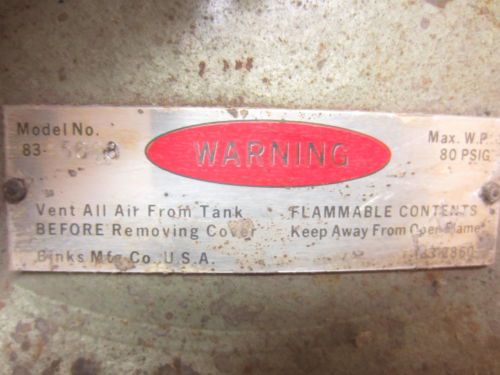 Model No.
83-
WARNING
Max. W.P.
80 PSIG
Vent All Air From Tank
BEFORE Removing Cover
FLAMMABLE CONTENTS
Keep Away From Open Flame
Binks Mfg Co. U.S.A.